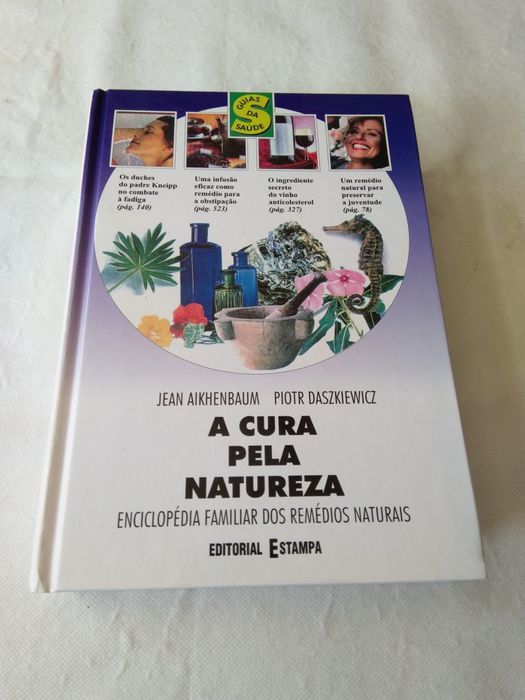 GUIAS
DA
SAÚDE
S
Os duches
do padre Kneipp
no combate
à fadiga
(pág. 140)
Uma infusão
eficaz como
remédio para
a obstipação
(pág. 523)
O ingrediente
secreto
do vinho
anticolesterol
(pág. 327)
Um remédio
natural para
preservar
a juventude
(pág. 78)
JEAN AIKHENBAUM PIOTR DASZKIEWICZ
A CURA
PELA
NATUREZA
ENCICLOPÉDIA FAMILIAR DOS REMÉDIOS NATURAIS
EDITORIAL ESTAMPA